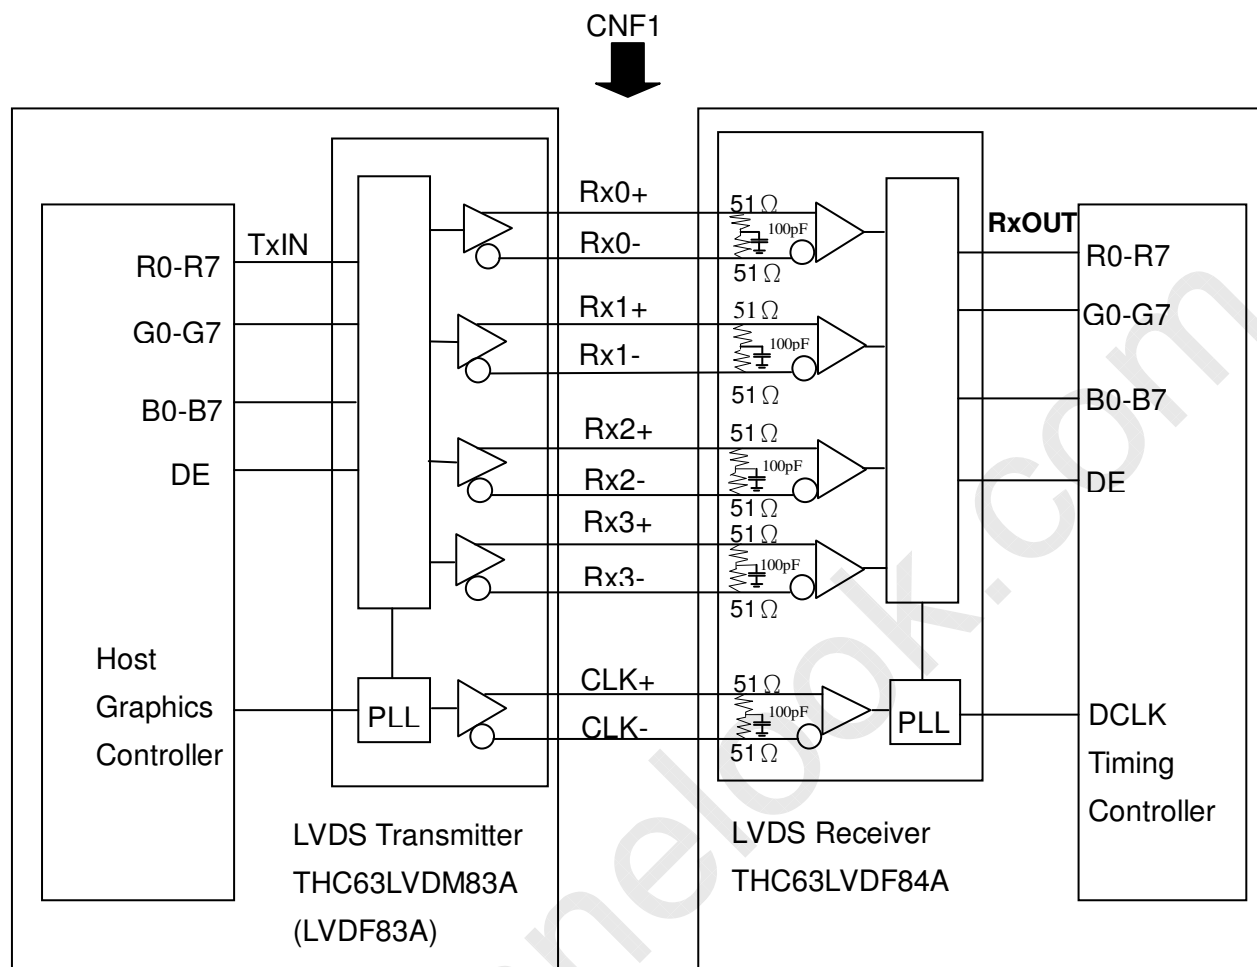 CNF1
R0-R7
G0-G7
B0-B7
DE
Host
Graphics
Controller
TxIN
PLL
LVDS Transmitter
THC63LVDM83A
(LVDF83A)
Rx0+
Rx0-
Rx1+
Rx1-
Rx2+
Rx2-
Rx3+
Rx3-
CLK+
CLK-
51Ω
100pF
51Ω
51Ω
100pF
51Ω
51Ω
100pF
51Ω
51Ω
100pF
51Ω
51Ω
100pF
51Ω
PLL
LVDS Receiver
THC63LVDF84A
RxOUT
R0-R7
G0-G7
B0-B7
DE
DCLK
Timing
Controller
nelook.com